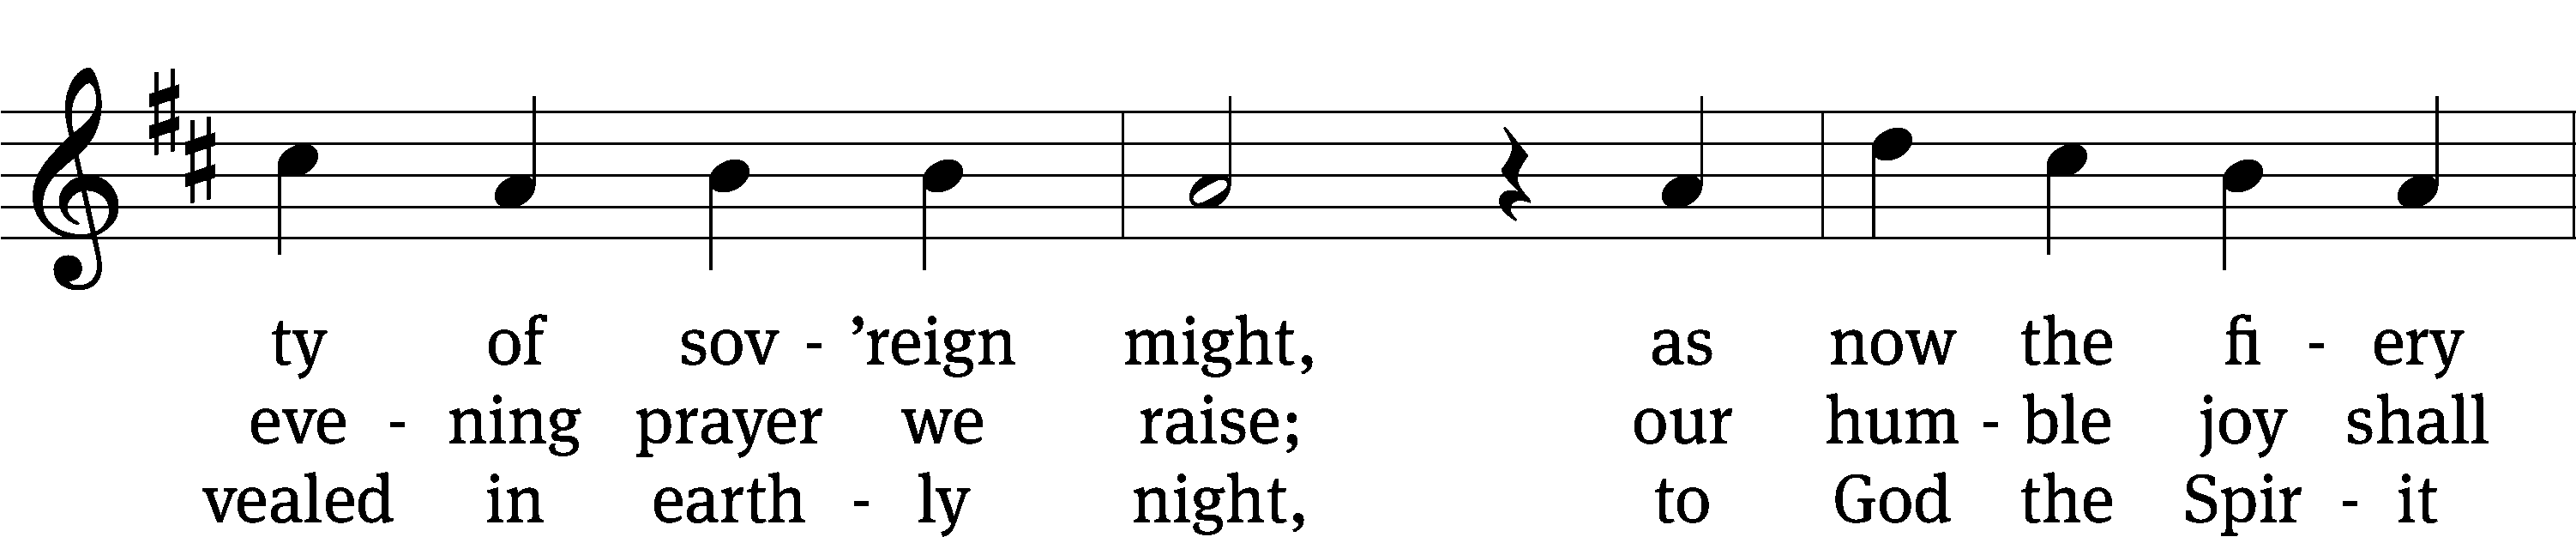 ty of sov - ’reign might, as now the fi - ery
eve - ning prayer we raise; our hum - ble joy shall
vealed in earth - ly night, to God the Spir - it